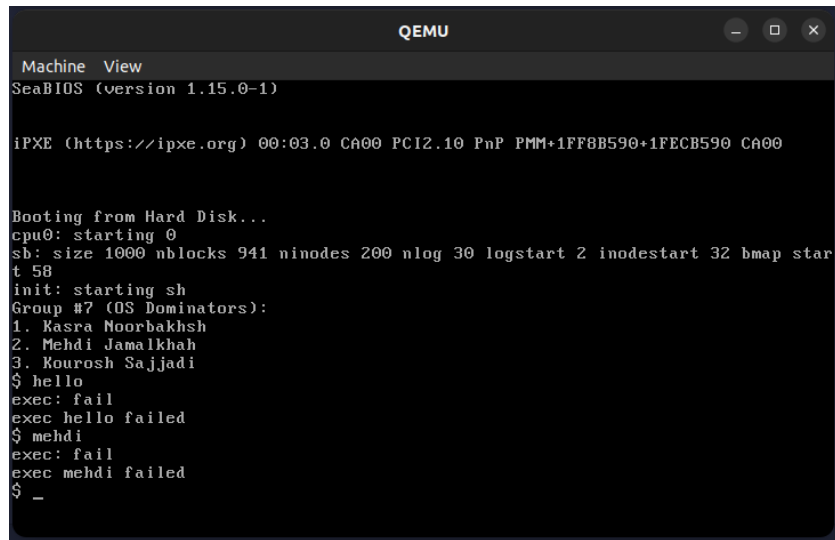 QEMU
Machine View
SeaBIOS (version 1.15.0-1)
iPXE (https://ipxe.org) 00:03.0 CA00 PCI2.10 PnP PMM+1FF8B590+1FECB590 CA00
Booting from Hard Disk...
cpu0: starting 0
sb: size 1000 nblocks 941 ninodes 200 nlog 30 logstart 2 inodestart 32 bmap star
t 58
init: starting sh
Group #7 (OS Dominators):
1. Kasra Noorbakhsh
2. Mehdi Jamalkhah
3. Kourosh Sajjadi
$ hello
exec: fail
exec hello failed
$ mehdi
exec: fail
exec mehdi failed
$ _